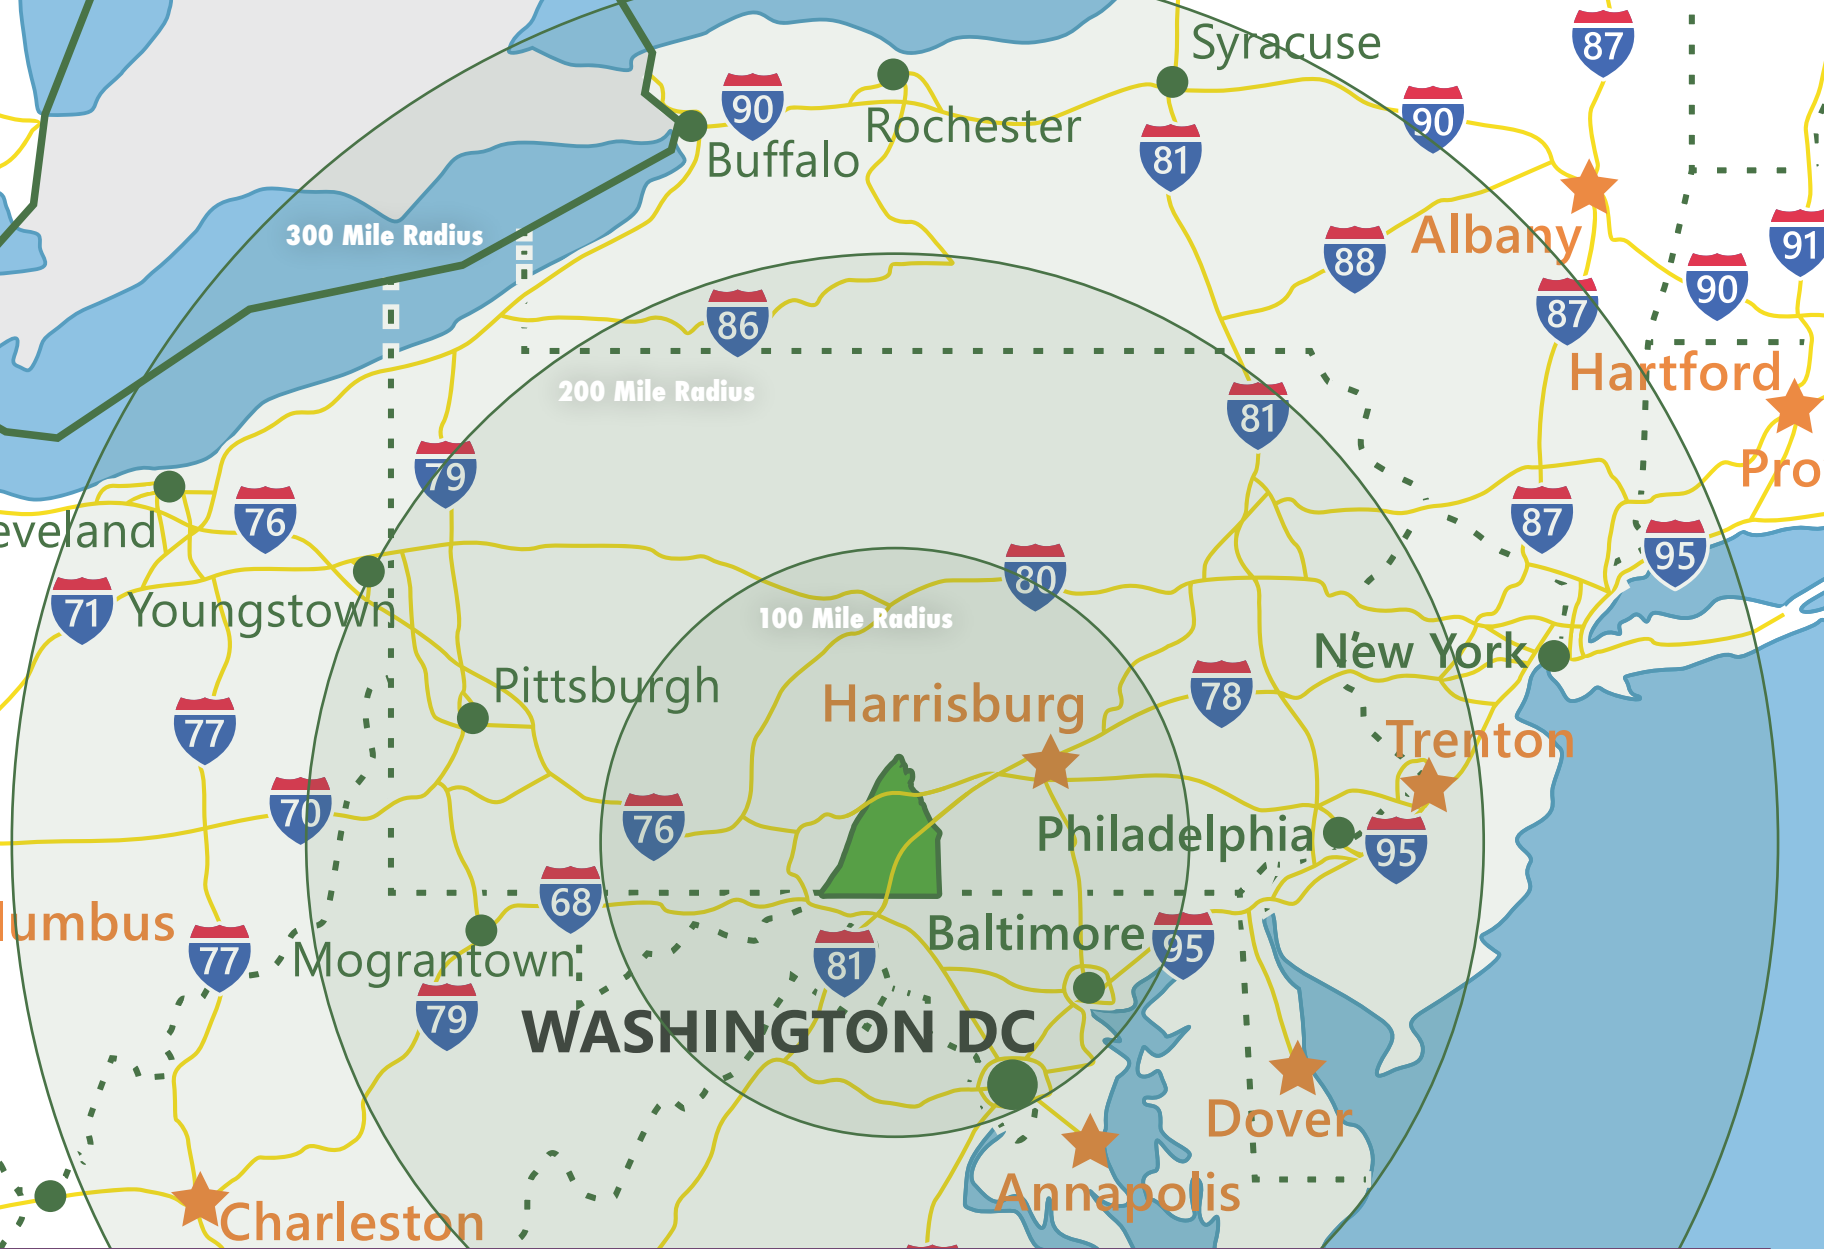 87
Syracuse
90
90
Rochester
81
Buffalo
300 Mile Radius
Albany
91
88
90
87
86
Hartford
200 Mile Radius
81
79
Pro
76
87
eveland
95
80
71
Youngstown
100 Mile Radius
New York
Pittsburgh
78
Harrisburg
77
Trenton
70
76
Philadelphia
95
68
lumbus
Baltimore
95
77
Mograntown
81
79
WASHINGTON DC
Dover
Annapolis
Charleston